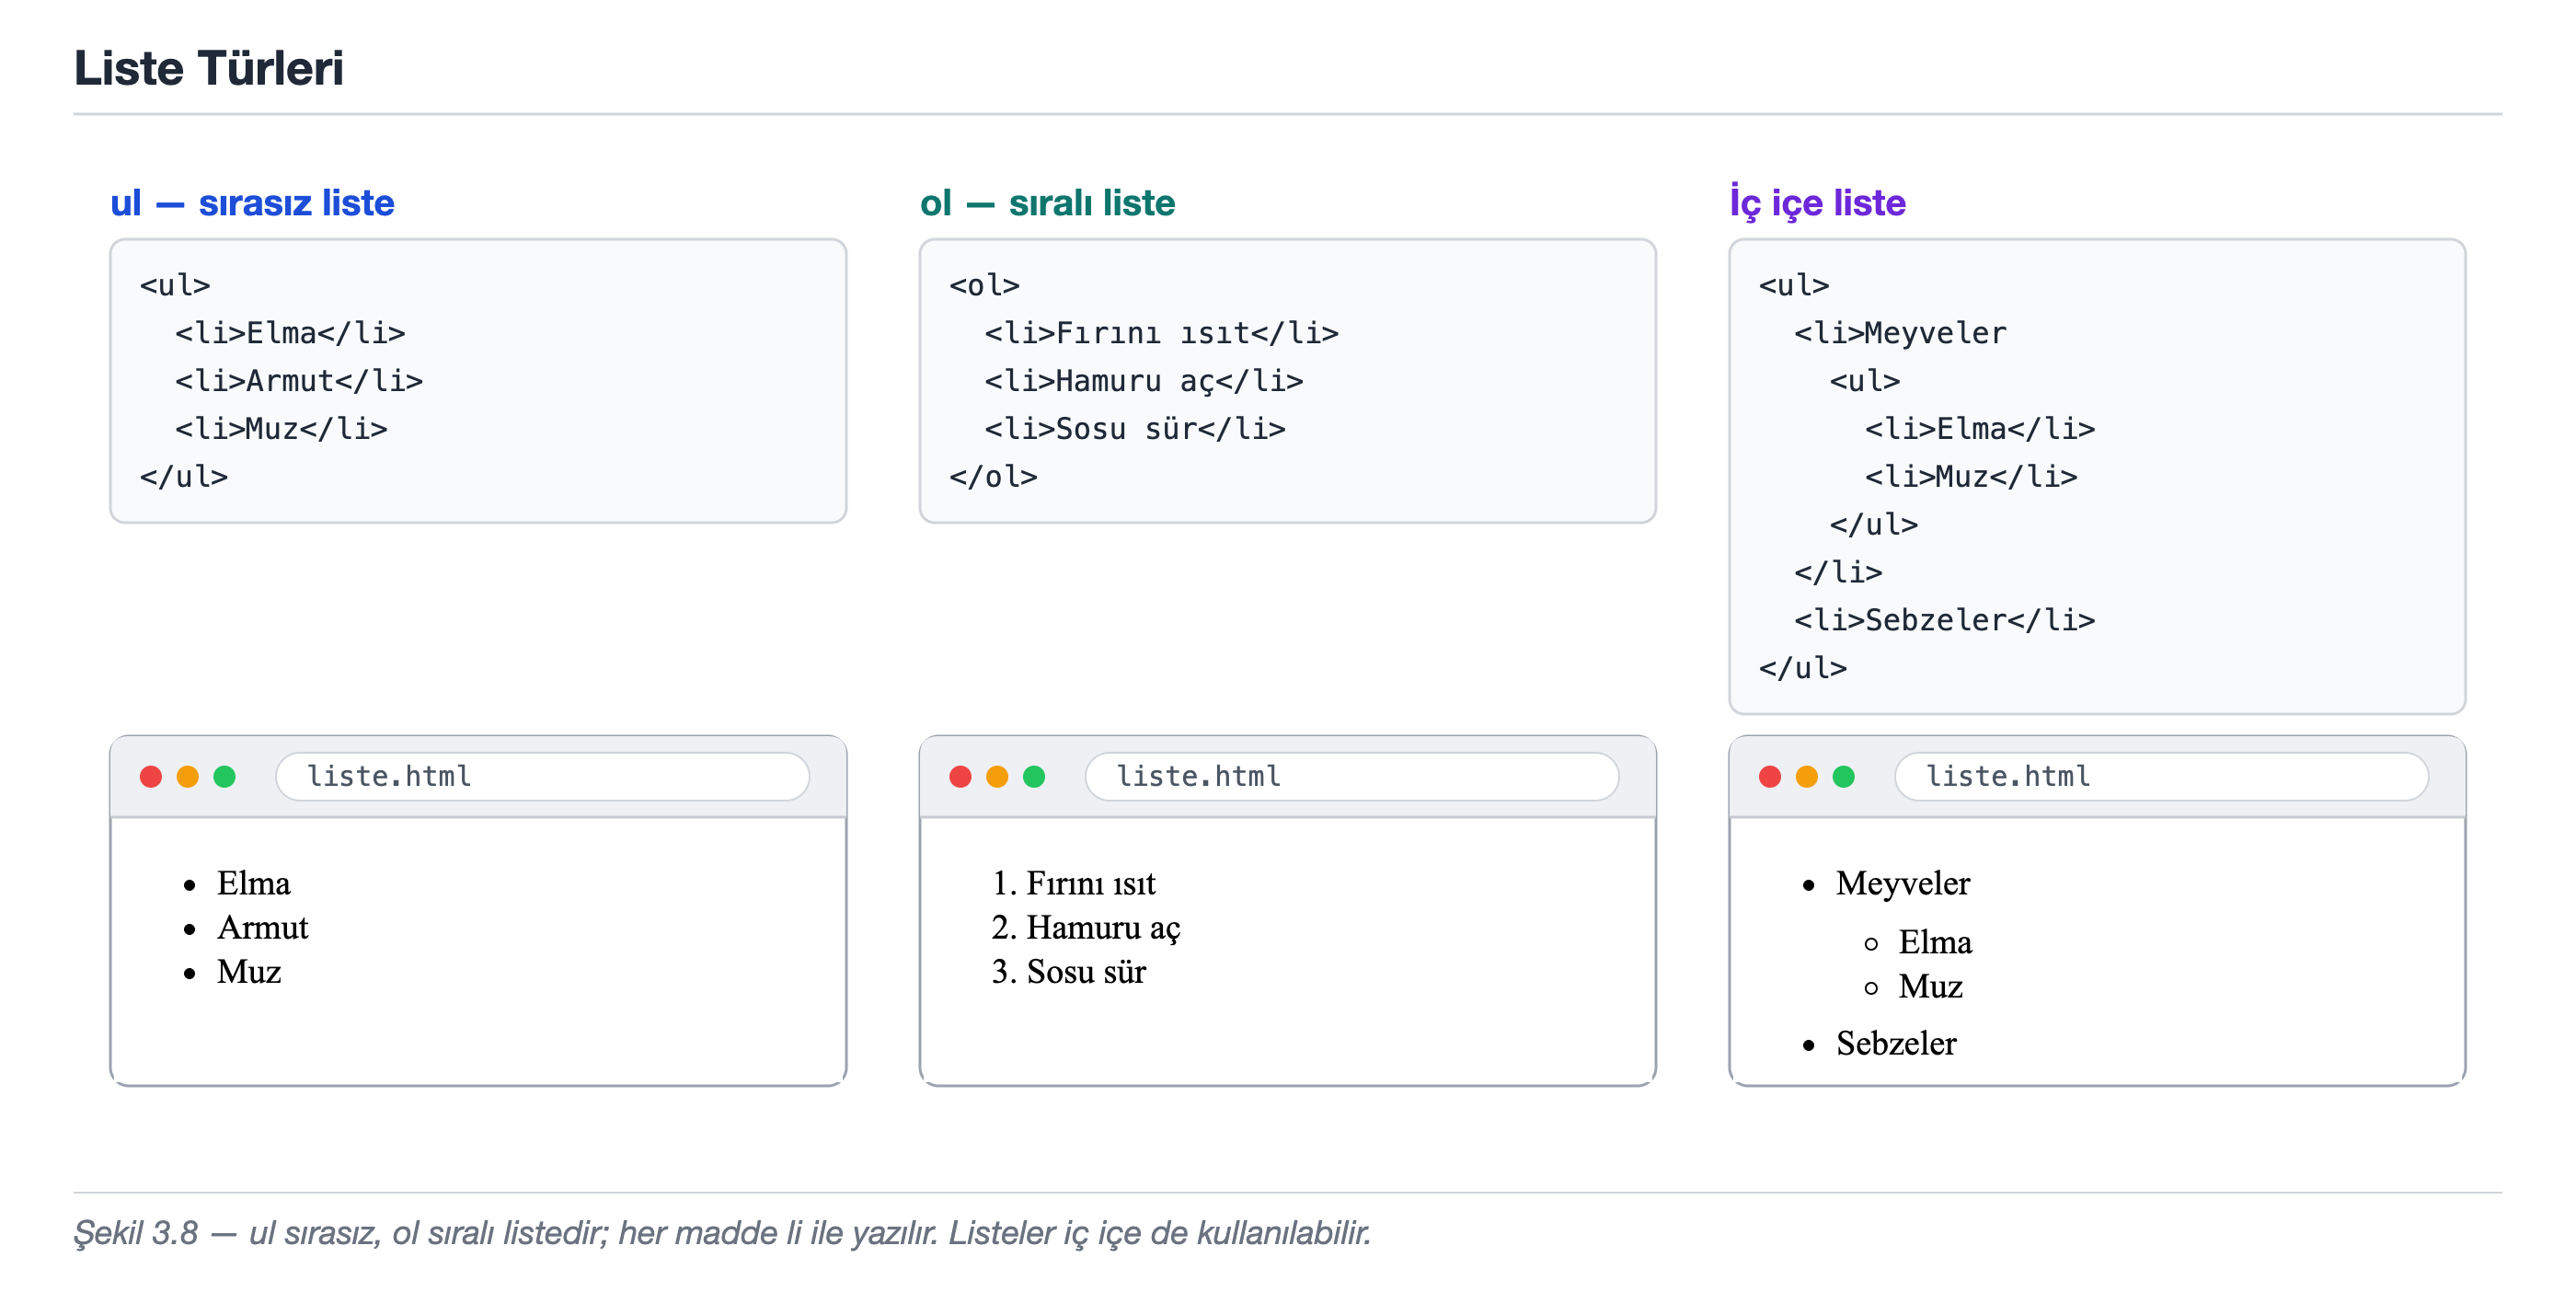 Liste Türleri
ul — sırasız liste
<ul>
  <li>Elma</li>
  <li>Armut</li>
  <li>Muz</li>
</ul>
liste.html
• Elma
• Armut
• Muz
ol — sıralı liste
<ol>
  <li>Fırını ısıt</li>
  <li>Hamuru aç</li>
  <li>Sosu sür</li>
</ol>
liste.html
1. Fırını ısıt
2. Hamuru aç
3. Sosu sür
İç içe liste
<ul>
  <li>Meyveler
    <ul>
      <li>Elma</li>
      <li>Muz</li>
    </ul>
  </li>
  <li>Sebzeler</li>
</ul>
liste.html
• Meyveler
◦ Elma
◦ Muz
• Sebzeler
Şekil 3.8 — ul sırasız, ol sıralı listedir; her madde li ile yazılır. Listeler iç içe de kullanılabilir.